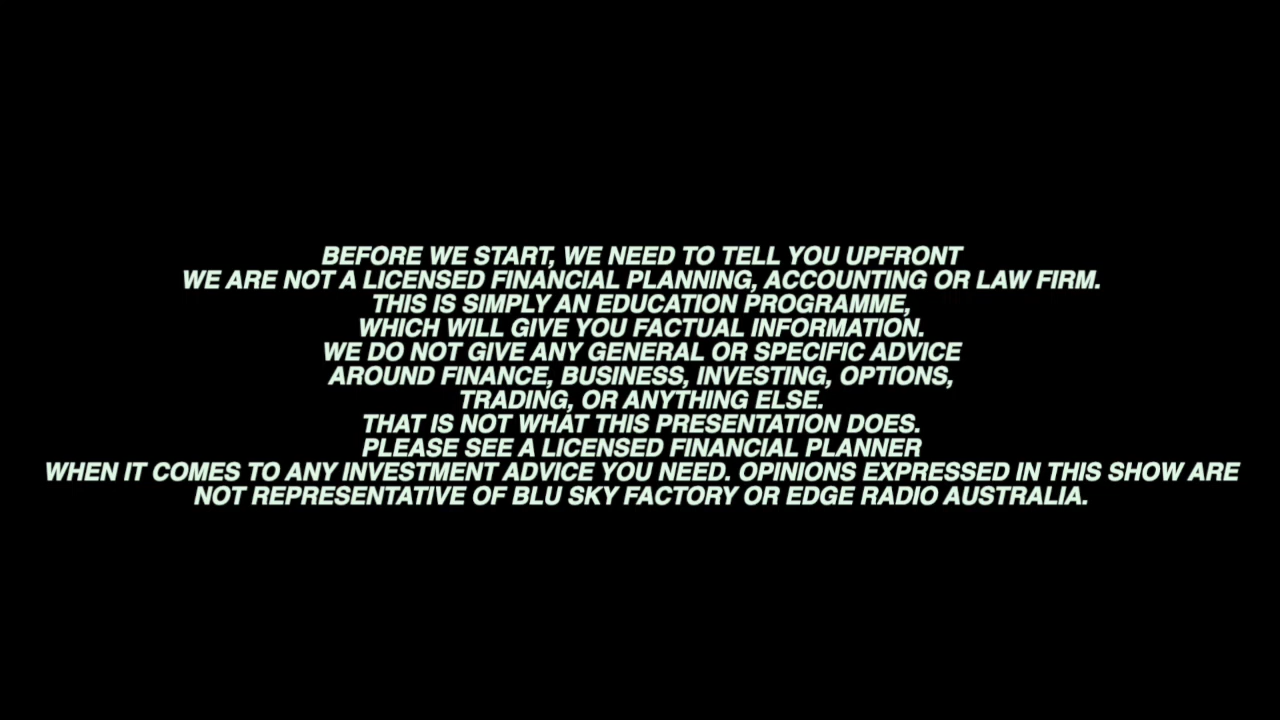 BEFORE WE START, WE NEED TO TELL YOU UPFRONT
WE ARE NOT A LICENSED FINANCIAL PLANNING, ACCOUNTING OR LAW FIRM.
THIS IS SIMPLY AN EDUCATION PROGRAMME,
WHICH WILL GIVE YOU FACTUAL INFORMATION.
WE DO NOT GIVE ANY GENERAL OR SPECIFIC ADVICE
AROUND FINANCE, BUSINESS, INVESTING, OPTIONS,
TRADING, OR ANYTHING ELSE.
THAT IS NOT WHAT THIS PRESENTATION DOES.
PLEASE SEE A LICENSED FINANCIAL PLANNER
WHEN IT COMES TO ANY INVESTMENT ADVICE YOU NEED. OPINIONS EXPRESSED IN THIS SHOW ARE
NOT REPRESENTATIVE OF BLU SKY FACTORY OR EDGE RADIO AUSTRALIA.